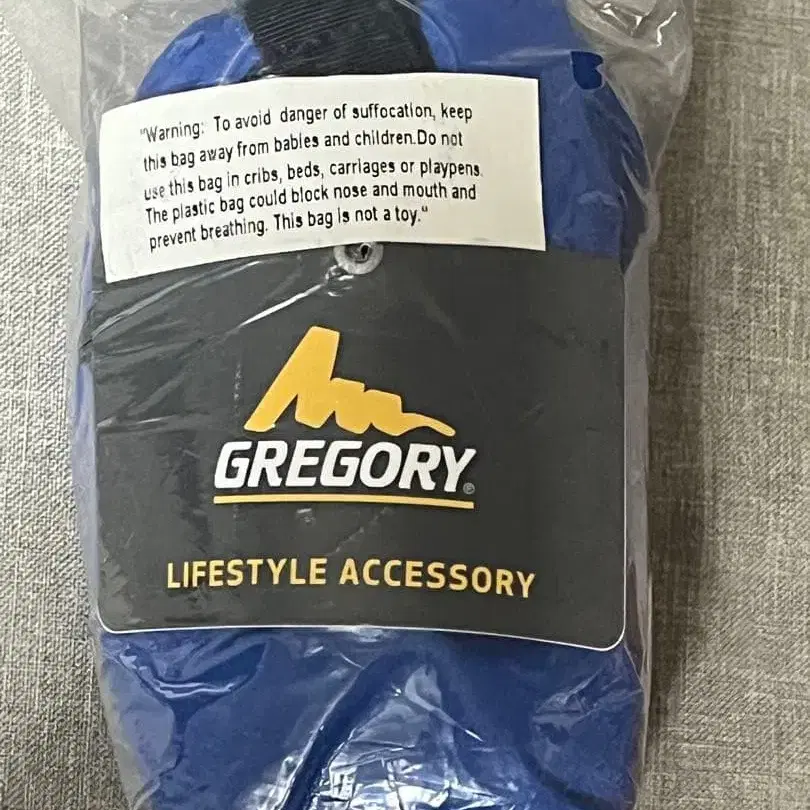 "Warning: To avoid danger of suffocation, keep
this bag away from babies and children.Do not
use this bag in cribs, beds, carriages or playpens.
The plastic bag could block nose and mouth and
prevent breathing. This bag is not a toy."
GREGORY®
LIFESTYLE ACCESSORY